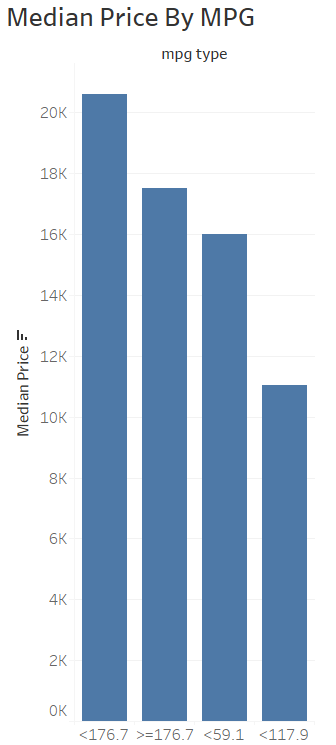 Median Price By MPG
mpg type
Median Price
20K
18K
16K
14K
12K
10K
8K
6K
4K
2K
0K
<176.7 >=176.7 <59.1 <117.9